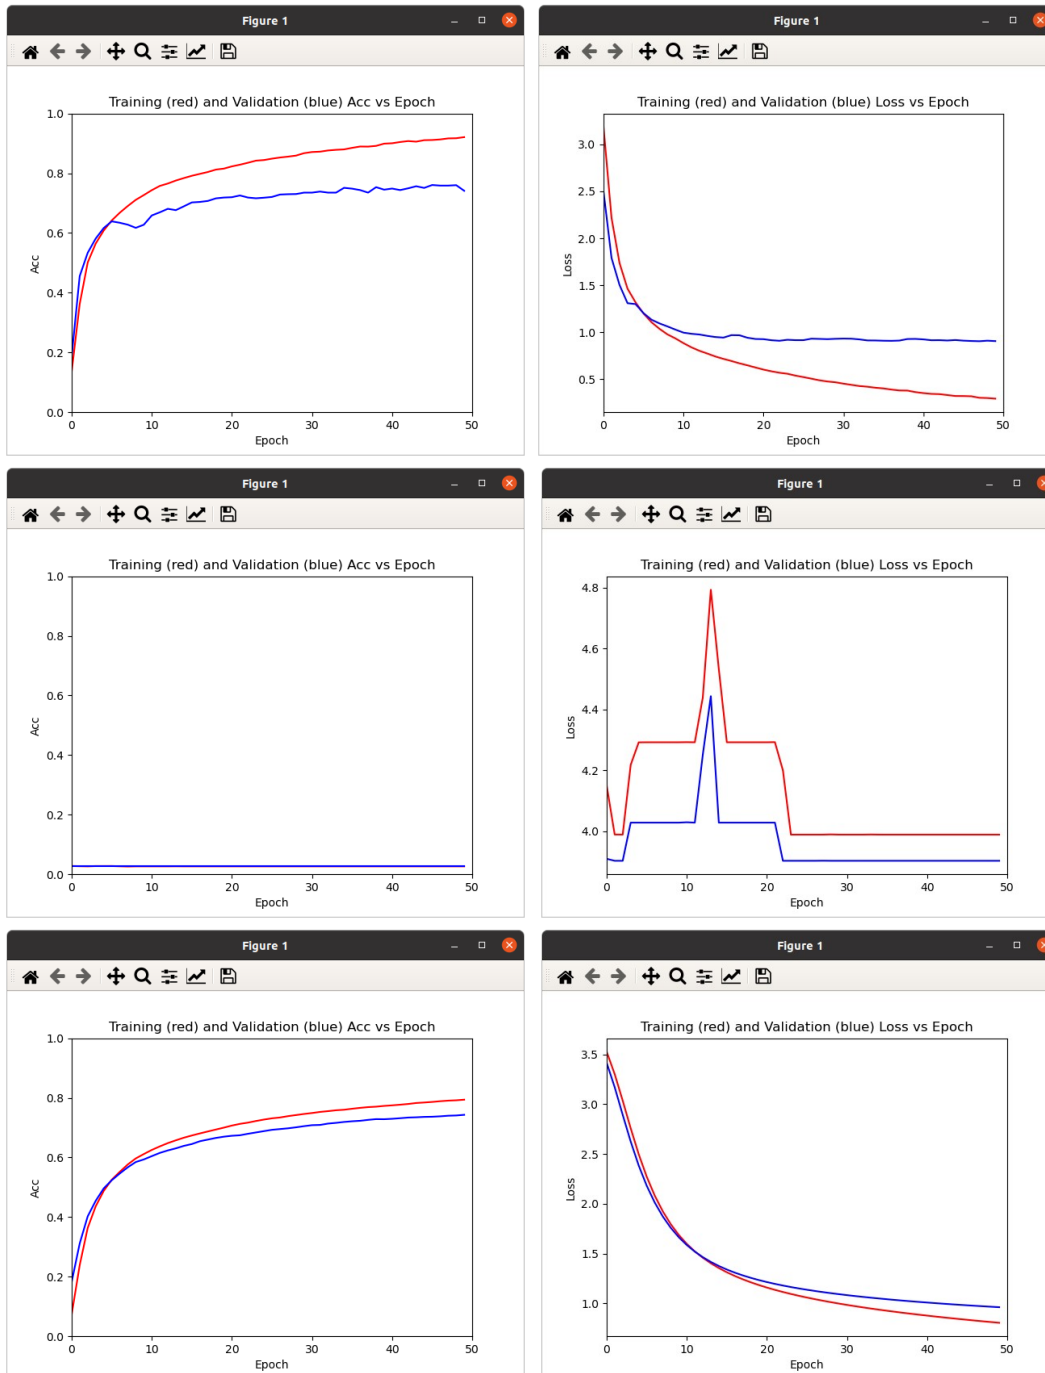 Figure 1
Training (red) and Validation (blue) Acc vs Epoch
1.0
0.8
0.6
Acc
0.4
0.2
0.0
0 10 20 30 40 50
Epoch
Figure 1
Training (red) and Validation (blue) Loss vs Epoch
3.0
2.5
2.0
Loss
1.5
1.0
0.5
0 10 20 30 40 50
Epoch
Figure 1
Training (red) and Validation (blue) Acc vs Epoch
1.0
0.8
0.6
Acc
0.4
0.2
0.0
0 10 20 30 40 50
Epoch
Figure 1
Training (red) and Validation (blue) Loss vs Epoch
4.8
4.6
4.4
Loss
4.2
4.0
0 10 20 30 40 50
Epoch
Figure 1
Training (red) and Validation (blue) Acc vs Epoch
1.0
0.8
0.6
Acc
0.4
0.2
0.0
0 10 20 30 40 50
Epoch
Figure 1
Training (red) and Validation (blue) Loss vs Epoch
3.5
3.0
2.5
Loss
2.0
1.5
1.0
0 10 20 30 40 50
Epoch